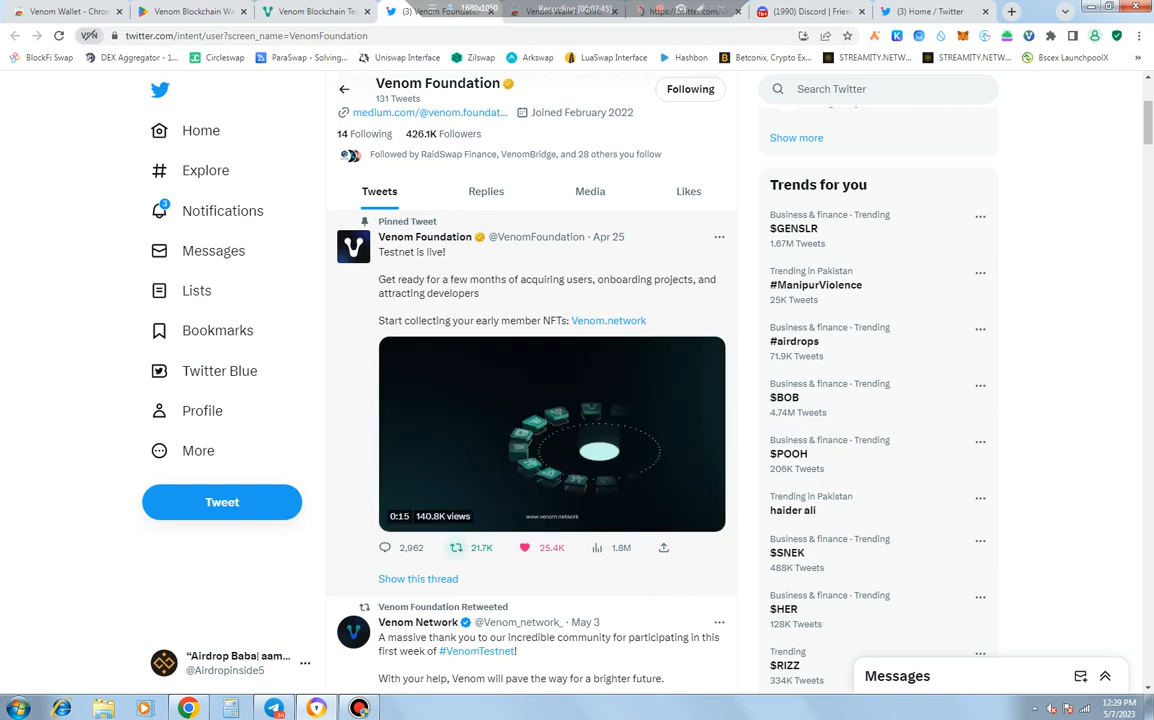 Venom Wallet - Chrom
Venom Blockchain Wa
Venom Blockchain Tes
(3) Venom Foundation
1680x1050
[00:07:45]
(1990) Discord | Frien
(3) Home / Twitter
VPN
twitter.com/intent/user?screen_name=VenomFoundation
BlockFi Swap
DEX Aggregator - 1...
Circleswap
ParaSwap - Solving...
Uniswap Interface
Zilswap
Arkswap
LuaSwap Interface
Hashbon
Betconix, Crypto Ex...
STREAMITY.NETW...
STREAMITY.NETW...
Bscex LaunchpoolX
»
Home
Explore
3
Notifications
Messages
Lists
Bookmarks
Twitter Blue
Profile
More
Tweet
"Airdrop Baba| aam...
@Airdropinside5
Venom Foundation
131 Tweets
Following
medium.com/@venom.foundat...
Joined February 2022
14 Following
426.1K Followers
Followed by RaidSwap Finance, VenomBridge, and 28 others you follow
Tweets
Replies
Media
Likes
Pinned Tweet
Venom Foundation @VenomFoundation · Apr 25
Testnet is live!
Get ready for a few months of acquiring users, onboarding projects, and
attracting developers
Start collecting your early member NFTs: Venom.network
0:15
140.8K views
www.venom.network
2,962
21.7K
25.4K
1.8M
Show this thread
Venom Foundation Retweeted
Venom Network @Venom_network_ · May 3
A massive thank you to our incredible community for participating in this
first week of #VenomTestnet!
With your help, Venom will pave the way for a brighter future.
Search Twitter
Show more
Trends for you
Business & finance · Trending
$GENSLR
1.67M Tweets
Trending in Pakistan
#ManipurViolence
25K Tweets
Business & finance · Trending
#airdrops
71.9K Tweets
Business & finance · Trending
$BOB
4.74M Tweets
Business & finance · Trending
$POOH
206K Tweets
Trending in Pakistan
haider ali
Business & finance · Trending
$SNEK
488K Tweets
Business & finance · Trending
$HER
128K Tweets
Trending
$RIZZ
334K Tweets
Messages
12:29 PM
5/7/2023